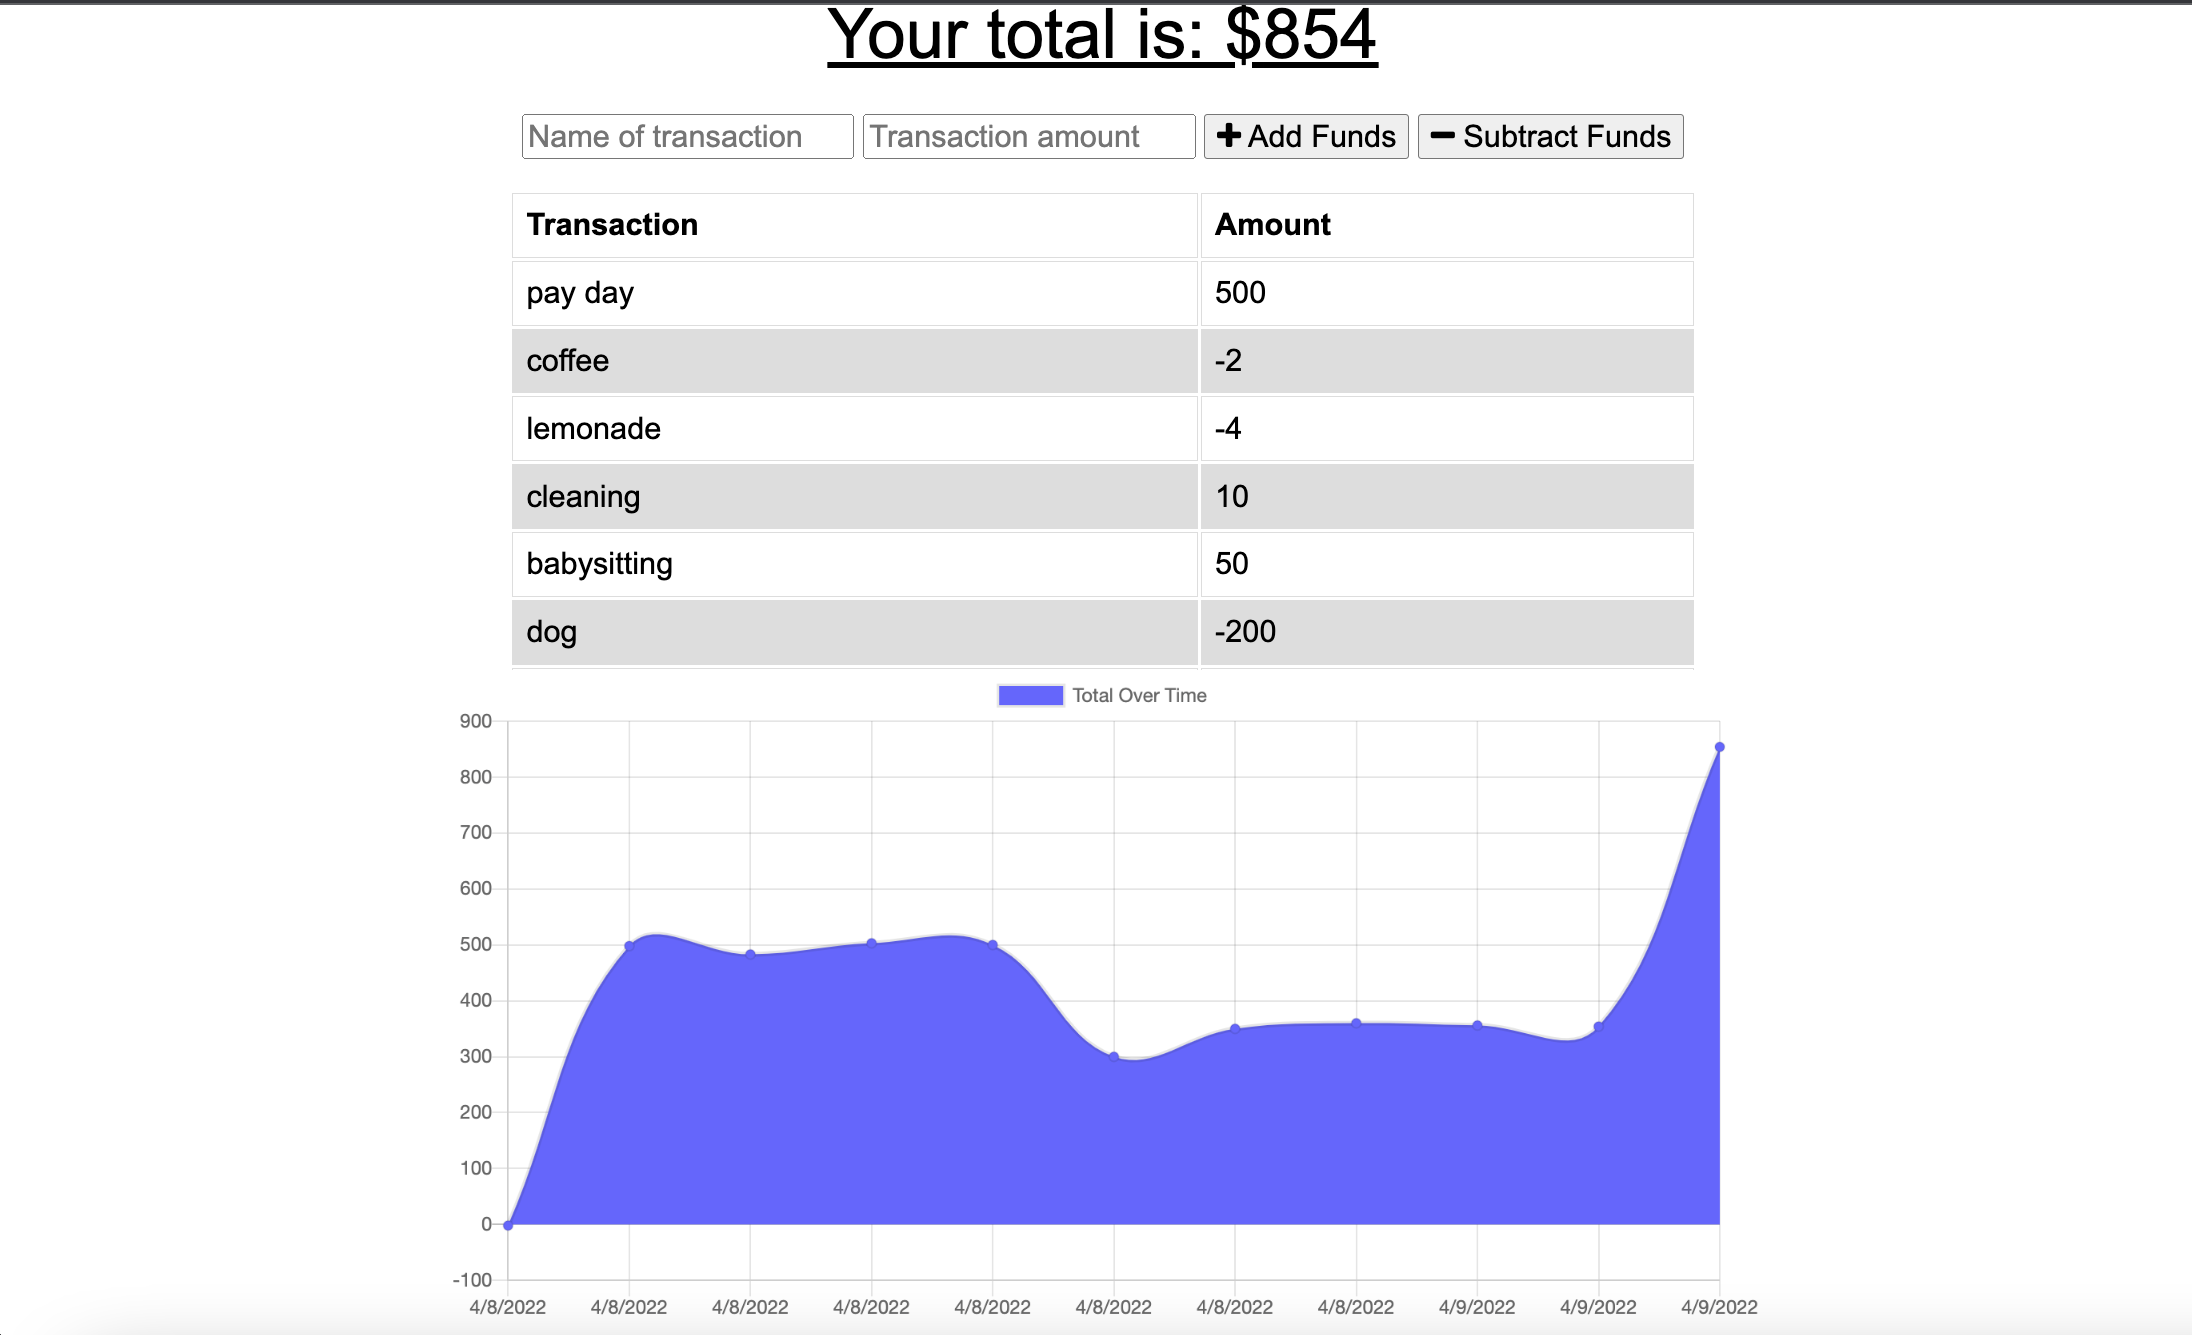 Your total is: $854
Name of transaction Transaction amount Add Funds Subtract Funds
Transaction Amount
pay day 500
coffee -2
lemonade -4
cleaning 10
babysitting 50
dog -200
Total Over Time
900
800
700
600
500
400
300
200
100
0
-100
4/8/2022 4/8/2022 4/8/2022 4/8/2022 4/8/2022 4/8/2022 4/8/2022 4/8/2022 4/9/2022 4/9/2022 4/9/2022